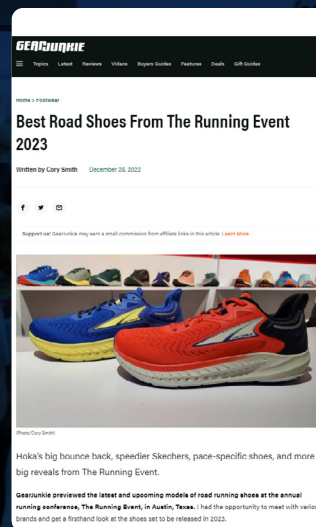 GEARJUNKIE
Topics Latest Reviews Videos Buyers Guides Features Deals Gift Guides
Home > Footwear
Best Road Shoes From The Running Event
2023
Written by Cory Smith December 28, 2022
Support us! GearJunkie may earn a small commission from affiliate links in this article. Learn More
ALTRA
(Photo/Cory Smith)
Hoka's big bounce back, speedier Skechers, pace-specific shoes, and more
big reveals from The Running Event.
GearJunkie previewed the latest and upcoming models of road running shoes at the annual
running conference, The Running Event, in Austin, Texas. I had the opportunity to meet with
brands and get a firsthand look at the shoes set to be released in 2023.